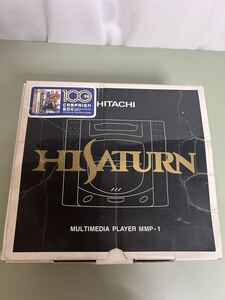 100
CAMPAIGN
BOX
HITACHI
HISATURN
MULTIMEDIA PLAYER MMP-1